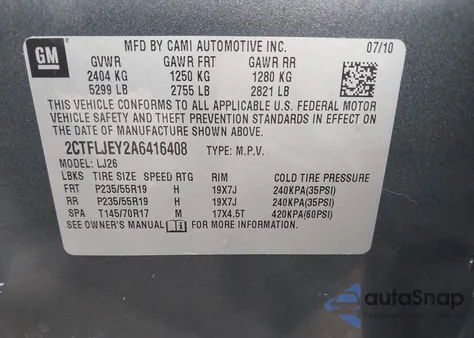 GM
MFD BY CAMI AUTOMOTIVE INC. 07/10
GVWR GAWR FRT GAWR RR
2404 KG 1250 KG 1280 KG
5299 LB 2755 LB 2821 LB
THIS VEHICLE CONFORMS TO ALL APPLICABLE U.S. FEDERAL MOTOR
VEHICLE SAFETY AND THEFT PREVENTION STANDARDS IN EFFECT ON
THE DATE OF MANUFACTURE SHOWN ABOVE.
2CTFLJEY2A6416408 TYPE: M.P.V.
MODEL: LJ26
LBKS TIRE SIZE SPEED RTG RIM COLD TIRE PRESSURE
FRT P235/55R19 H 19X7J 240KPA(35PSI)
RR P235/55R19 H 19X7J 240KPA(35PSI)
SPA T145/70R17 M 17X4.5T 420KPA(60PSI)
SEE OWNER'S MANUAL FOR MORE INFORMATION.
autoSnap
Powered by AutoBidMaster